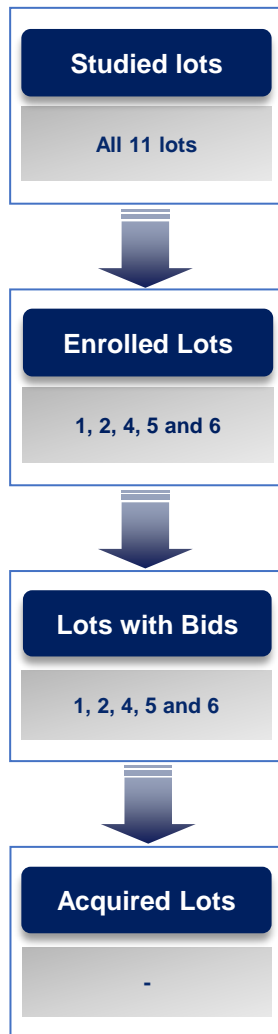 Studied lots
All 11 lots
Enrolled Lots
1, 2, 4, 5 and 6
Lots with Bids
1, 2, 4, 5 and 6
Acquired Lots
-